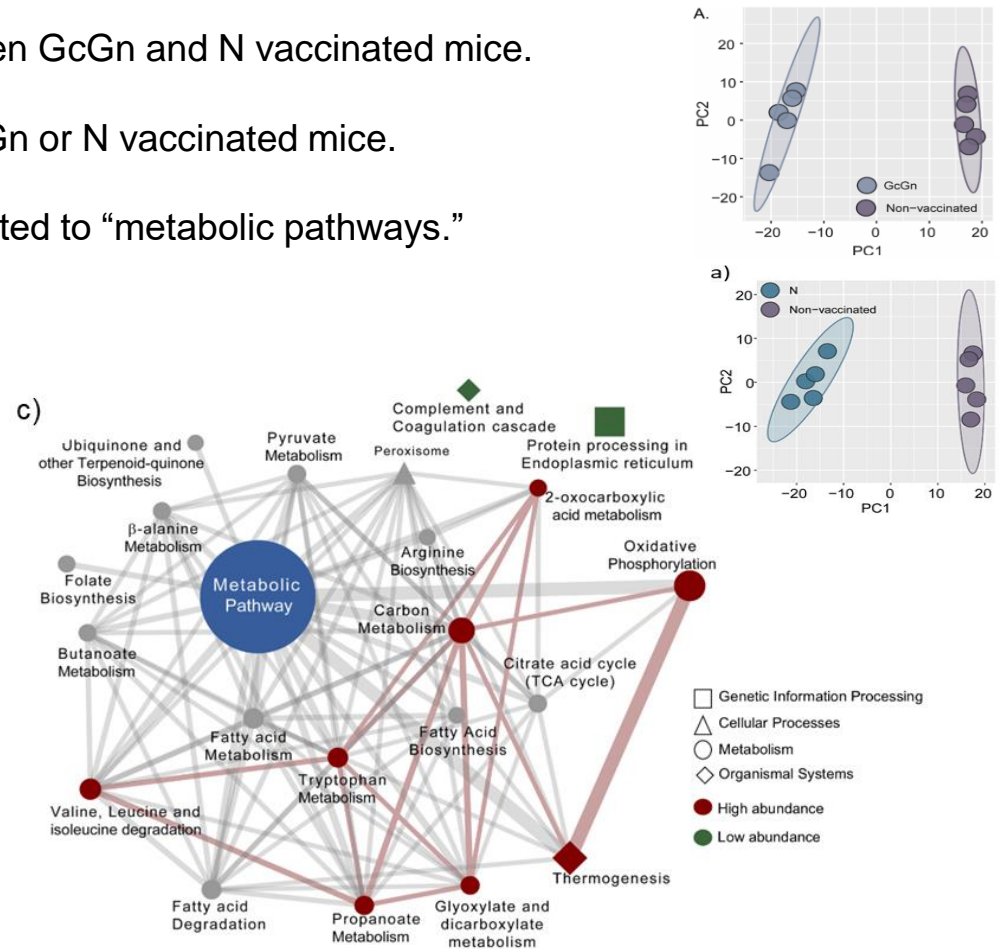 en GcGn and N vaccinated mice.
Gn or N vaccinated mice.
ted to “metabolic pathways.”
A.
20
10
0
−10
−20
PC2
GcGn
Non−vaccinated
−20
−10
0
10
20
PC1
a)
N
Non−vaccinated
20
10
0
−10
−20
PC2
−20
−10
0
10
20
PC1
c)
Complement and
Coagulation cascade
Protein processing in
Endoplasmic reticulum
Ubiquinone and
other Terpenoid-quinone
Biosynthesis
Pyruvate
Metabolism
Peroxisome
2-oxocarboxylic
acid metabolism
β-alanine
Metabolism
Arginine
Biosynthesis
Oxidative
Phosphorylation
Folate
Biosynthesis
Metabolic
Pathway
Carbon
Metabolism
Butanoate
Metabolism
Citrate acid cycle
(TCA cycle)
Fatty acid
Metabolism
Fatty Acid
Biosynthesis
Tryptophan
Metabolism
Valine, Leucine and
isoleucine degradation
Thermogenesis
Fatty acid
Degradation
Propanoate
Metabolism
Glyoxylate and
dicarboxylate
metabolism
Genetic Information Processing
Cellular Processes
Metabolism
Organismal Systems
High abundance
Low abundance